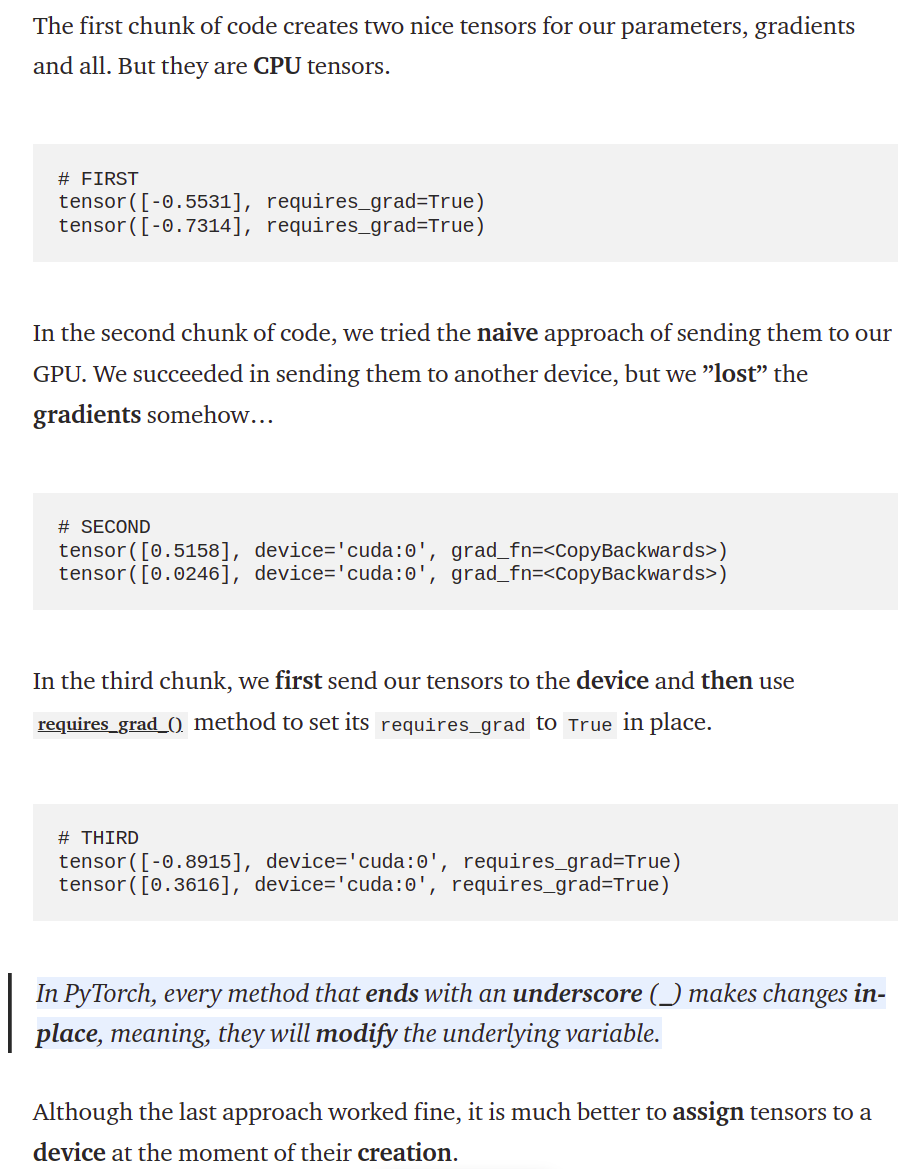 The first chunk of code creates two nice tensors for our parameters, gradients
and all. But they are CPU tensors.
# FIRST
tensor([-0.5531], requires_grad=True)
tensor([-0.7314], requires_grad=True)
In the second chunk of code, we tried the naive approach of sending them to our
GPU. We succeeded in sending them to another device, but we ”lost” the
gradients somehow…
# SECOND
tensor([0.5158], device='cuda:0', grad_fn=<CopyBackwards>)
tensor([0.0246], device='cuda:0', grad_fn=<CopyBackwards>)
In the third chunk, we first send our tensors to the device and then use
requires_grad_() method to set its requires_grad to True in place.
# THIRD
tensor([-0.8915], device='cuda:0', requires_grad=True)
tensor([0.3616], device='cuda:0', requires_grad=True)
In PyTorch, every method that ends with an underscore (_) makes changes in-
place, meaning, they will modify the underlying variable.
Although the last approach worked fine, it is much better to assign tensors to a
device at the moment of their creation.